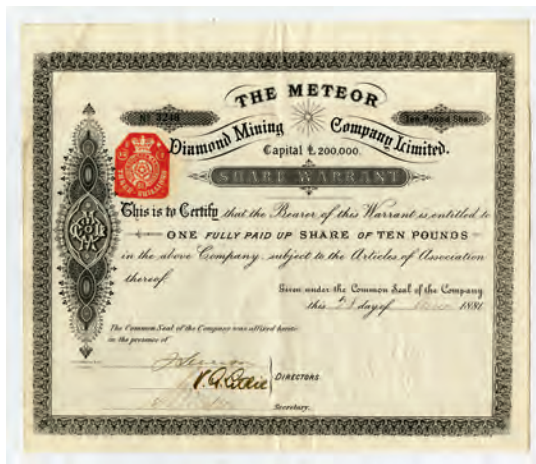 THE METEOR
No 3246
Ten Pound Share
Diamond Mining Company Limited.
Capital £200,000.
SHARE WARRANT
THREE SHILLINGS
This is to Certify that the Bearer of this Warrant is entitled to
ONE FULLY PAID UP SHARE OF TEN POUNDS
in the above Company, subject to the Articles of Association
thereof.
Given under the Common Seal of the Company
this day of 1881
The Common Seal of the Company was affixed hereto
in the presence of
DIRECTORS
Secretary.